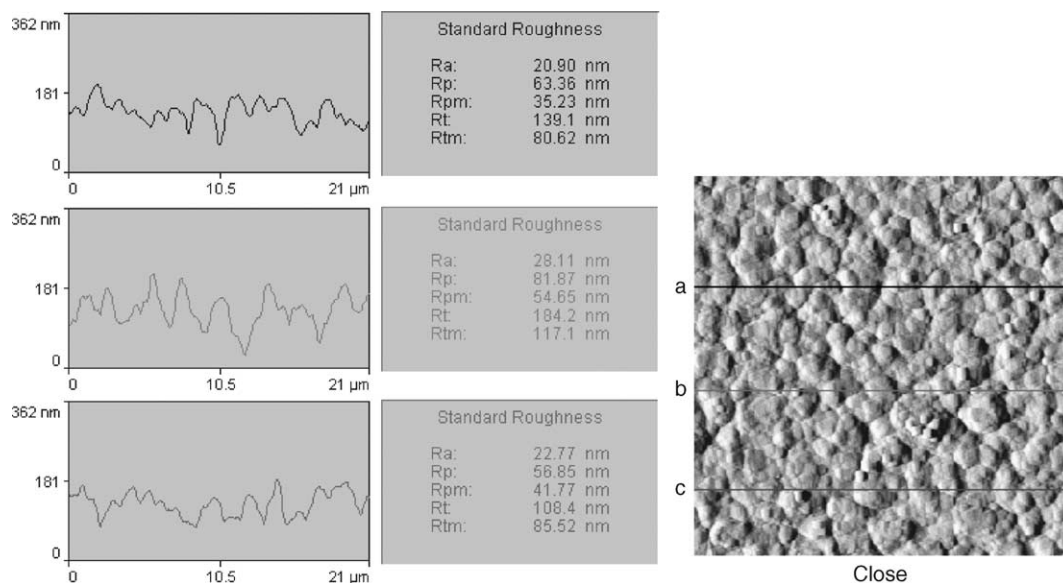 362 nm
181
0
0 10.5 21 µm
Standard Roughness
Ra: 20.90 nm
Rp: 63.36 nm
Rpm: 35.23 nm
Rt: 139.1 nm
Rtm: 80.62 nm
362 nm
181
0
0 10.5 21 µm
Standard Roughness
Ra: 28.11 nm
Rp: 81.87 nm
Rpm: 54.65 nm
Rt: 184.2 nm
Rtm: 117.1 nm
362 nm
181
0
0 10.5 21 µm
Standard Roughness
Ra: 22.77 nm
Rp: 56.85 nm
Rpm: 41.77 nm
Rt: 108.4 nm
Rtm: 85.52 nm
a
b
c
Close